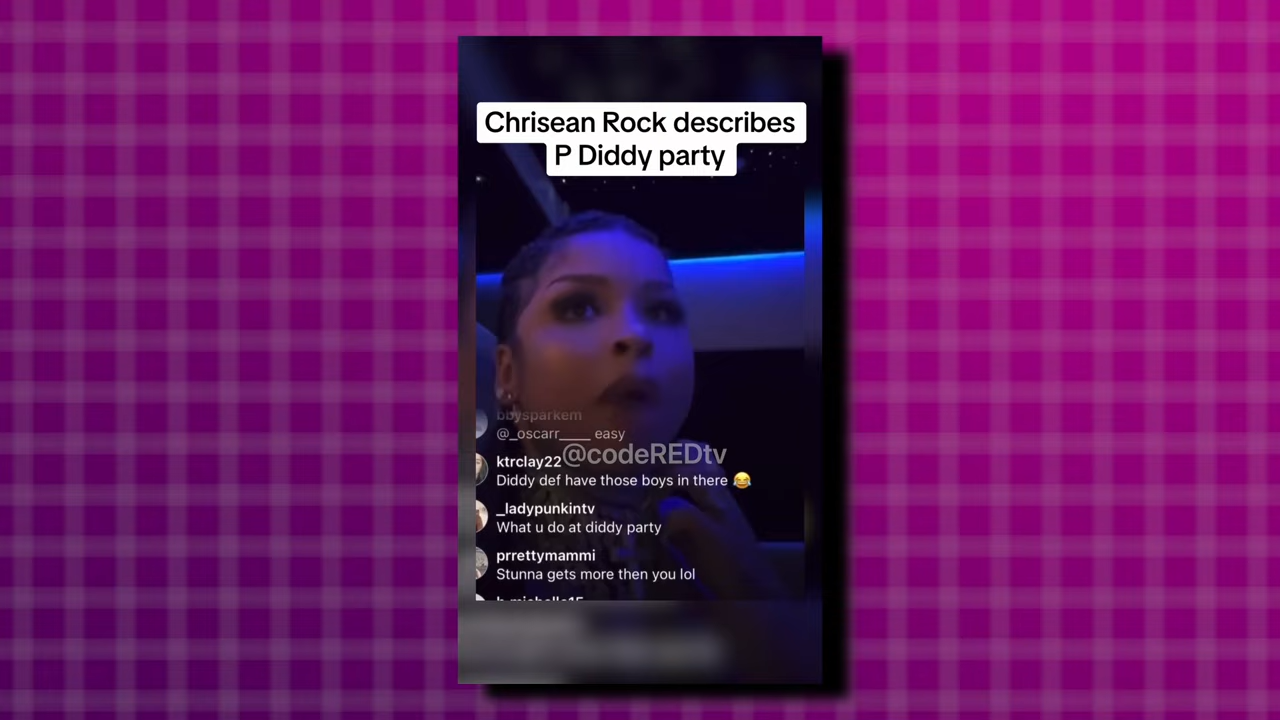 Chrisean Rock describes
P Diddy party
bbysparkem
@_oscarr____ easy
ktrclay22
@codeREDtv
Diddy def have those boys in there 😂
_ladypunkintv
What u do at diddy party
prrettymammi
Stunna gets more then you lol